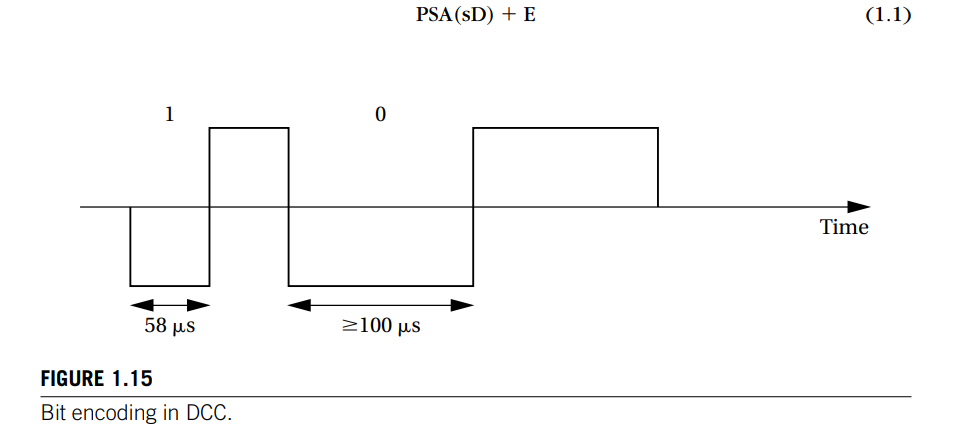 PSA(sD) + E (1.1)
1 0
Time
58 μs ≥100 μs
FIGURE 1.15
Bit encoding in DCC.